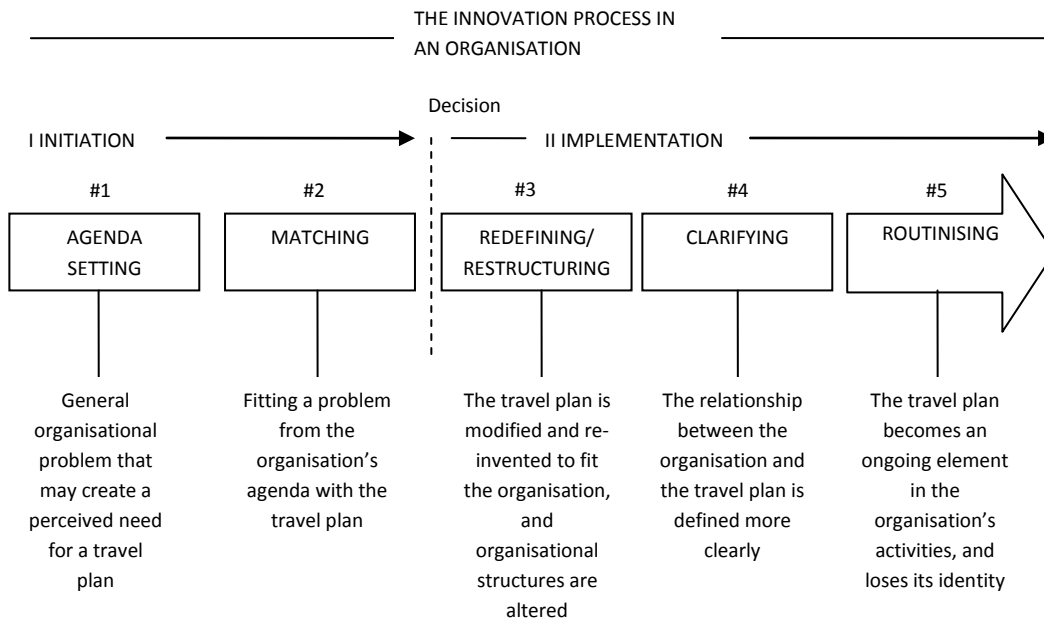 THE INNOVATION PROCESS IN
AN ORGANISATION
Decision
I INITIATION
II IMPLEMENTATION
#1
#2
#3
#4
#5
AGENDA
SETTING
MATCHING
REDEFINING/
RESTRUCTURING
CLARIFYING
ROUTINISING
General
organisational
problem that
may create a
perceived need
for a travel
plan
Fitting a problem
from the
organisation’s
agenda with the
travel plan
The travel plan is
modified and re-
invented to fit
the organisation,
and
organisational
structures are
altered
The relationship
between the
organisation and
the travel plan is
defined more
clearly
The travel plan
becomes an
ongoing element
in the
organisation’s
activities, and
loses its identity